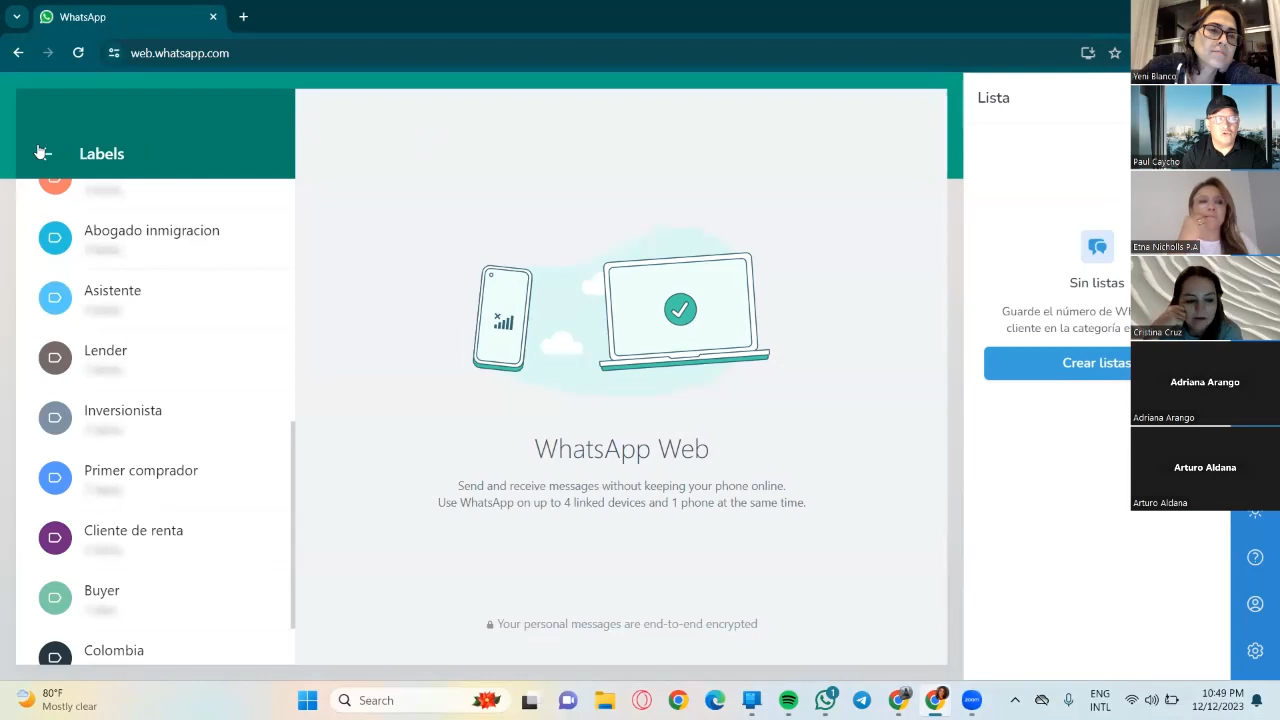 WhatsApp
web.whatsapp.com
Labels
Abogado inmigracion
Asistente
Lender
Inversionista
Primer comprador
Cliente de renta
Buyer
Colombia
WhatsApp Web
Send and receive messages without keeping your phone online.
Use WhatsApp on up to 4 linked devices and 1 phone at the same time.
Your personal messages are end-to-end encrypted
Lista
Sin listas
Guarde el número de
cliente en la categoría
Crear listas
Yeni Blanco
Paul Caycho
Etna Nicholls P.A
Cristina Cruz
Adriana Arango
Adriana Arango
Arturo Aldana
Arturo Aldana
80°F
Mostly clear
Search
1
zoom
ENG
INTL
10:49 PM
12/12/2023